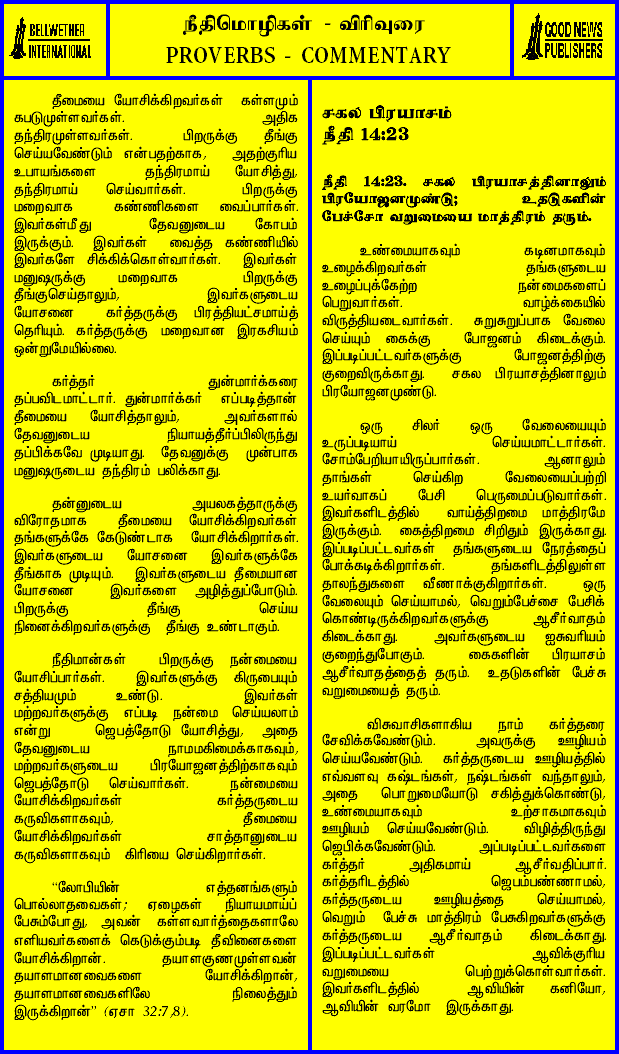 BELLWETHER
INTERNATIONAL
நீதிமொழிகள் - விரிவுரை
PROVERBS - COMMENTARY
GOOD NEWS
PUBLISHERS
தீமையை யோசிக்கிறவர்கள் கள்ளமும்
கபடுமுள்ளவர்கள். அதிக
தந்திரமுள்ளவர்கள். பிறருக்கு தீங்கு
செய்யவேண்டும் என்பதற்காக, அதற்குரிய
உபாயங்களை தந்திரமாய் யோசித்து,
தந்திரமாய் செய்வார்கள். பிறருக்கு
மறைவாக கண்ணிகளை வைப்பார்கள்.
இவர்கள்மீது தேவனுடைய கோபம்
இருக்கும். இவர்கள் வைத்த கண்ணியில்
இவர்களே சிக்கிக்கொள்வார்கள். இவர்கள்
மனுஷருக்கு மறைவாக பிறருக்கு
தீங்குசெய்தாலும், இவர்களுடைய
யோசனை கர்த்தருக்கு பிரத்தியட்சமாய்த்
தெரியும். கர்த்தருக்கு மறைவான இரகசியம்
ஒன்றுமேயில்லை.
கர்த்தர் துன்மார்க்கரை
தப்பவிடமாட்டார். துன்மார்க்கர் எப்படித்தான்
தீமையை யோசித்தாலும், அவர்களால்
தேவனுடைய நியாயத்தீர்ப்பிலிருந்து
தப்பிக்கவே முடியாது. தேவனுக்கு முன்பாக
மனுஷருடைய தந்திரம் பலிக்காது.
தன்னுடைய அயலகத்தாருக்கு
விரோதமாக தீமையை யோசிக்கிறவர்கள்
தங்களுக்கே கேடுண்டாக யோசிக்கிறார்கள்.
இவர்களுடைய யோசனை இவர்களுக்கே
தீங்காக முடியும். இவர்களுடைய தீமையான
யோசனை இவர்களை அழித்துப்போடும்.
பிறருக்கு தீங்கு செய்ய
நினைக்கிறவர்களுக்கு தீங்கு உண்டாகும்.
நீதிமான்கள் பிறருக்கு நன்மையை
யோசிப்பார்கள். இவர்களுக்கு கிருபையும்
சத்தியமும் உண்டு. இவர்கள்
மற்றவர்களுக்கு எப்படி நன்மை செய்யலாம்
என்று ஜெபத்தோடு யோசித்து, அதை
தேவனுடைய நாமமகிமைக்காகவும்,
மற்றவர்களுடைய பிரயோஜனத்திற்காகவும்
ஜெபத்தோடு செய்வார்கள். நன்மையை
யோசிக்கிறவர்கள் கர்த்தருடைய
கருவிகளாகவும், தீமையை
யோசிக்கிறவர்கள் சாத்தானுடைய
கருவிகளாகவும் கிரியை செய்கிறார்கள்.
“லோபியின் எத்தனங்களும்
பொல்லாதவைகள்; ஏழைகள் நியாயமாய்ப்
பேசும்போது, அவன் கள்ளவார்த்தைகளாலே
எளியவர்களைக் கெடுக்கும்படி தீவினைகளை
யோசிக்கிறான். தயாளகுணமுள்ளவன்
தயாளமானவைகளை யோசிக்கிறான்,
தயாளமானவைகளிலே நிலைத்தும்
இருக்கிறான்” (ஏசா 32:7,8).
சகல பிரயாசம்
நீதி 14:23
நீதி 14:23. சகல பிரயாசத்தினாலும்
பிரயோஜனமுண்டு; உதடுகளின்
பேச்சோ வறுமையை மாத்திரம் தரும்.
உண்மையாகவும் கடினமாகவும்
உழைக்கிறவர்கள் தங்களுடைய
உழைப்புக்கேற்ற நன்மைகளைப்
பெறுவார்கள். வாழ்க்கையில்
விருத்தியடைவார்கள். சுறுசுறுப்பாக வேலை
செய்யும் கைக்கு போஜனம் கிடைக்கும்.
இப்படிப்பட்டவர்களுக்கு போஜனத்திற்கு
குறைவிருக்காது. சகல பிரயாசத்தினாலும்
பிரயோஜனமுண்டு.
ஒரு சிலர் ஒரு வேலையையும்
உருப்படியாய் செய்யமாட்டார்கள்.
சோம்பேறியாயிருப்பார்கள். ஆனாலும்
தாங்கள் செய்கிற வேலையைப்பற்றி
உயர்வாகப் பேசி பெருமைப்படுவார்கள்.
இவர்களிடத்தில் வாய்த்திறமை மாத்திரமே
இருக்கும். கைத்திறமை சிறிதும் இருக்காது.
இப்படிப்பட்டவர்கள் தங்களுடைய நேரத்தைப்
போக்கடிக்கிறார்கள். தங்களிடத்திலுள்ள
தாலந்துகளை வீணாக்குகிறார்கள். ஒரு
வேலையும் செய்யாமல், வெறும்பேச்சை பேசிக்
கொண்டிருக்கிறவர்களுக்கு ஆசீர்வாதம்
கிடைக்காது. அவர்களுடைய ஐசுவரியம்
குறைந்துபோகும். கைகளின் பிரயாசம்
ஆசீர்வாதத்தைத் தரும். உதடுகளின் பேச்சு
வறுமையைத் தரும்.
விசுவாசிகளாகிய நாம் கர்த்தரை
சேவிக்கவேண்டும். அவருக்கு ஊழியம்
செய்யவேண்டும். கர்த்தருடைய ஊழியத்தில்
எவ்வளவு கஷ்டங்கள், நஷ்டங்கள் வந்தாலும்,
அதை பொறுமையோடு சகித்துக்கொண்டு,
உண்மையாகவும் உற்சாகமாகவும்
ஊழியம் செய்யவேண்டும். விழித்திருந்து
ஜெபிக்கவேண்டும். அப்படிப்பட்டவர்களை
கர்த்தர் அதிகமாய் ஆசீர்வதிப்பார்.
கர்த்தரிடத்தில் ஜெபம்பண்ணாமல்,
கர்த்தருடைய ஊழியத்தை செய்யாமல்,
வெறும் பேச்சு மாத்திரம் பேசுகிறவர்களுக்கு
கர்த்தருடைய ஆசீர்வாதம் கிடைக்காது.
இப்படிப்பட்டவர்கள் ஆவிக்குரிய
வறுமையை பெற்றுக்கொள்வார்கள்.
இவர்களிடத்தில் ஆவியின் கனியோ,
ஆவியின் வரமோ இருக்காது.